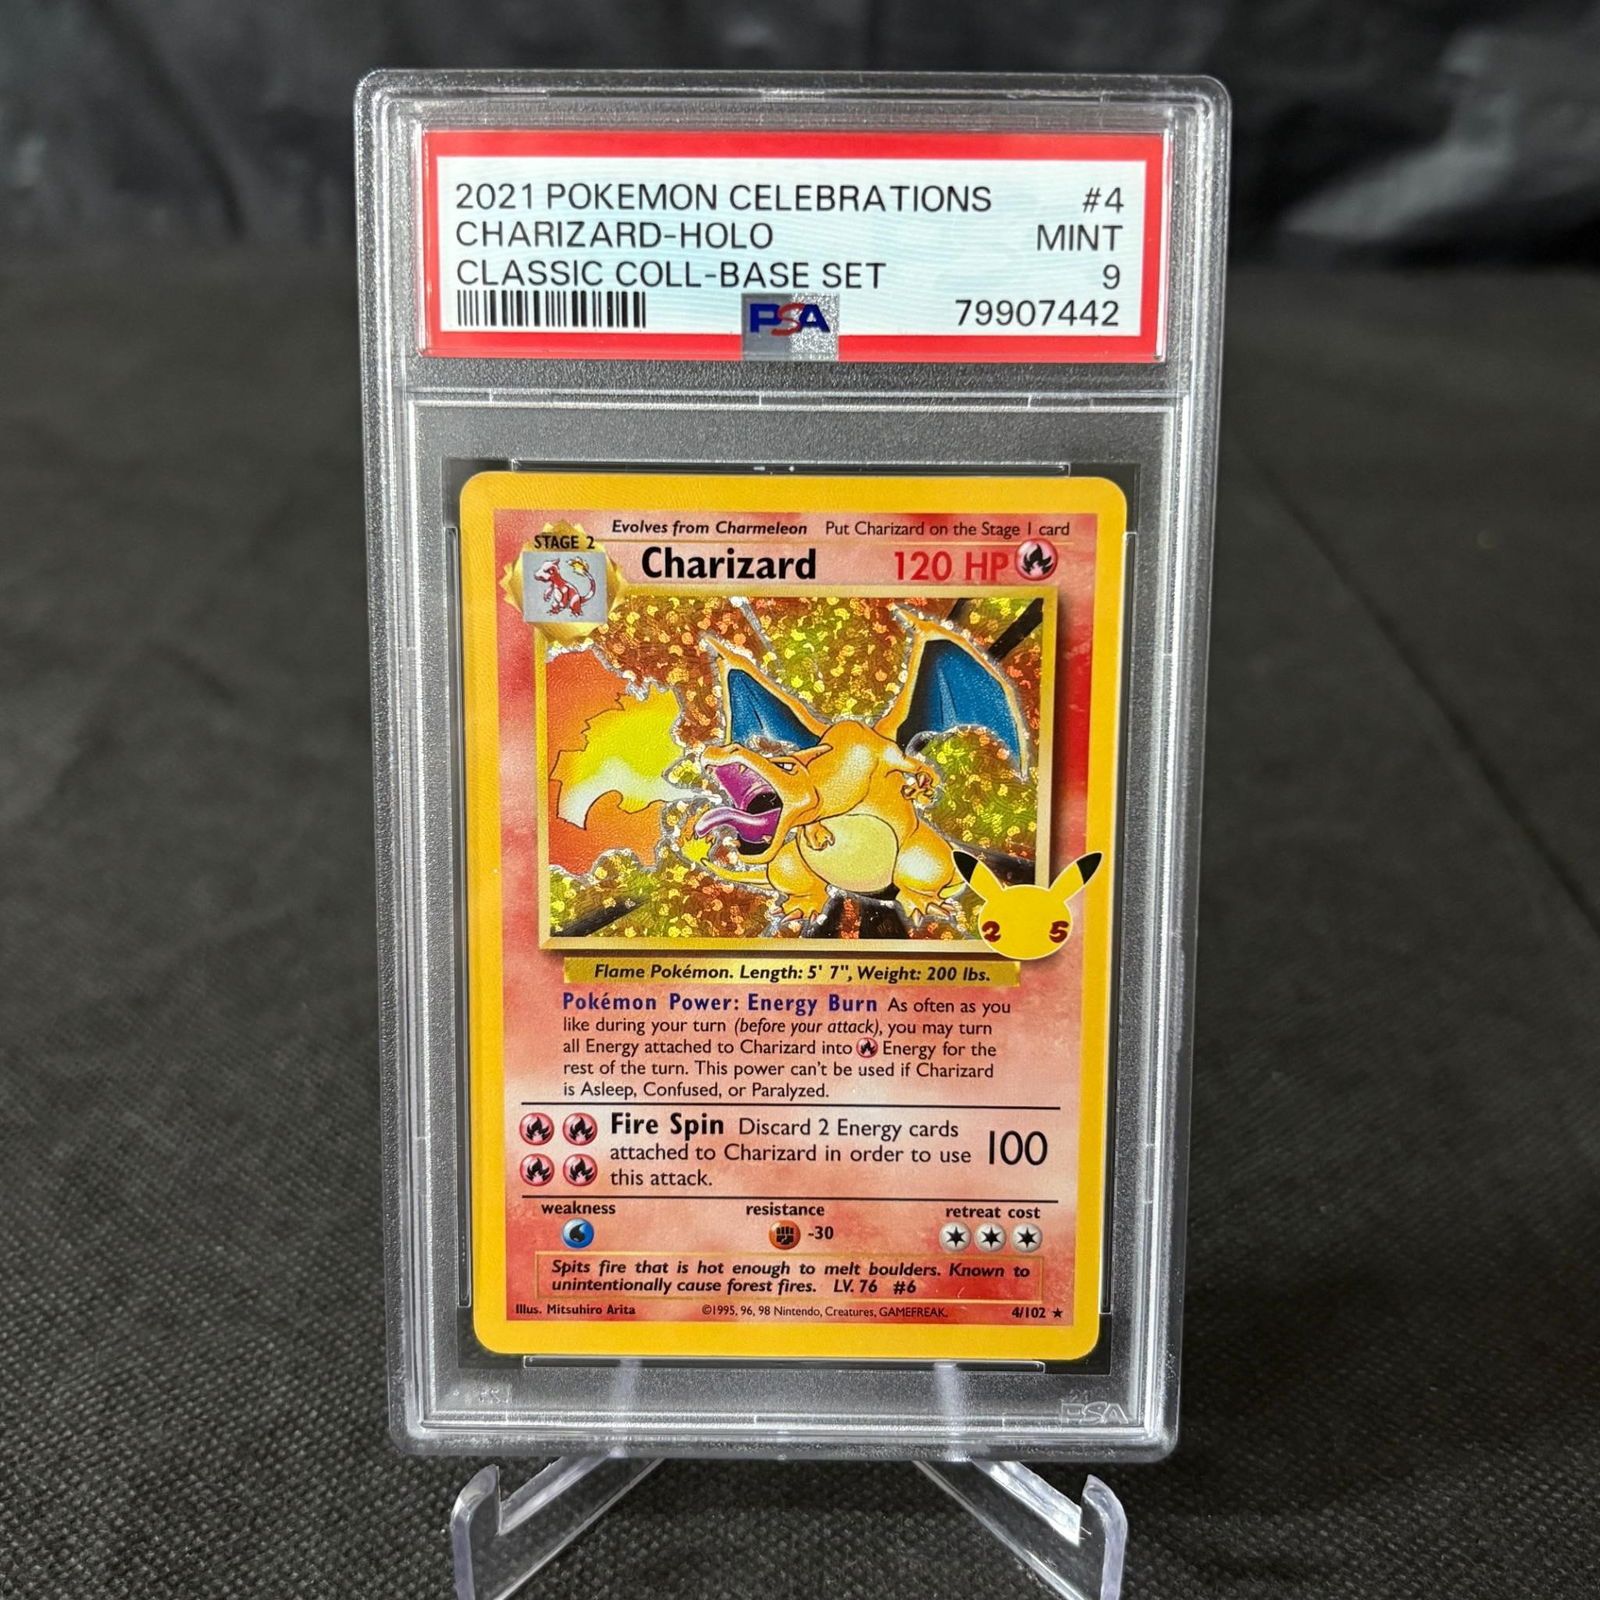 2021 POKEMON CELEBRATIONS #4
CHARIZARD-HOLO MINT
CLASSIC COLL-BASE SET 9
PSA 79907442
Evolves from Charmeleon Put Charizard on the Stage 1 card
STAGE 2
Charizard 120 HP
25
Flame Pokémon. Length: 5' 7", Weight: 200 lbs.
Pokémon Power: Energy Burn As often as you
like during your turn (before your attack), you may turn
all Energy attached to Charizard into Energy for the
rest of the turn. This power can't be used if Charizard
is Asleep, Confused, or Paralyzed.
Fire Spin Discard 2 Energy cards
attached to Charizard in order to use 100
this attack.
weakness resistance retreat cost
-30
Spits fire that is hot enough to melt boulders. Known to
unintentionally cause forest fires. LV. 76 #6
Illus. Mitsuhiro Arita ©1995, 96, 98 Nintendo, Creatures, GAMEFREAK. 4/102 ★
PSA